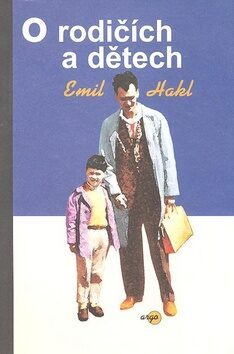 O rodičích
a dětech
Emil Hakl
argo